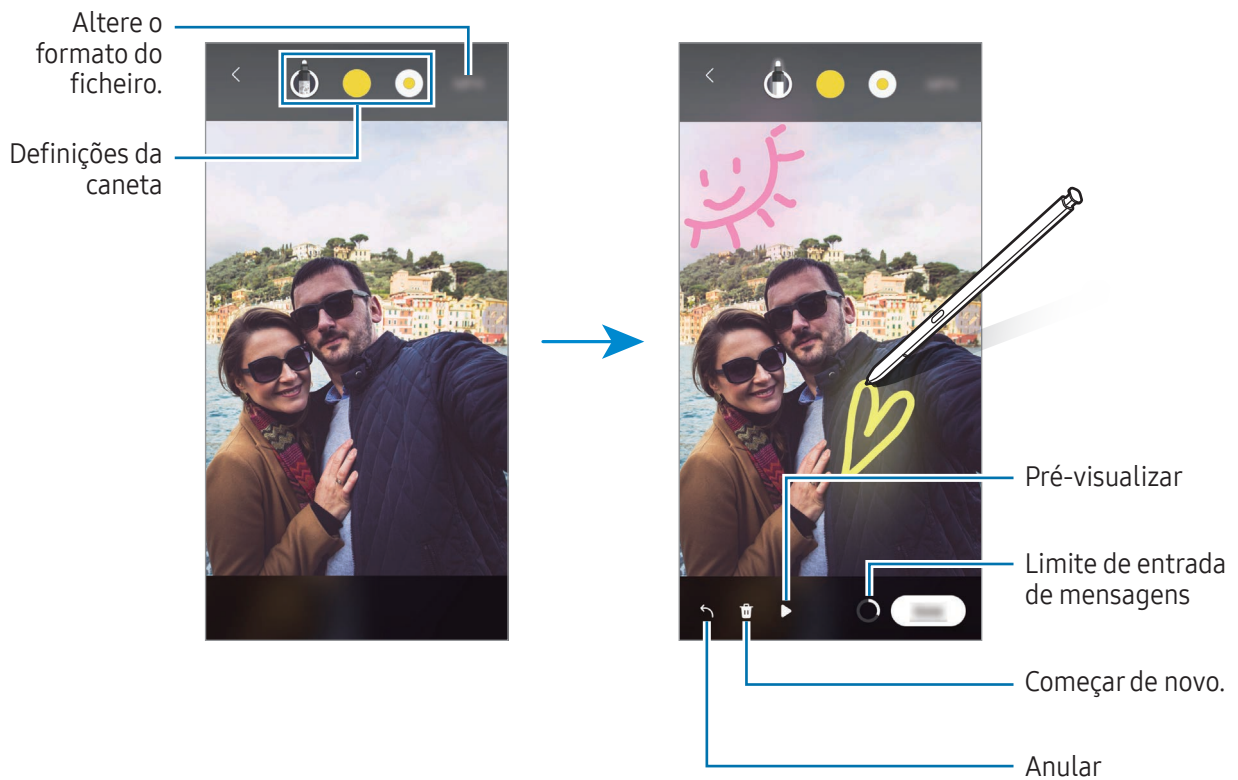 Altere o
formato do
ficheiro.
Definições da
caneta
Pré-visualizar
Limite de entrada
de mensagens
Começar de novo.
Anular